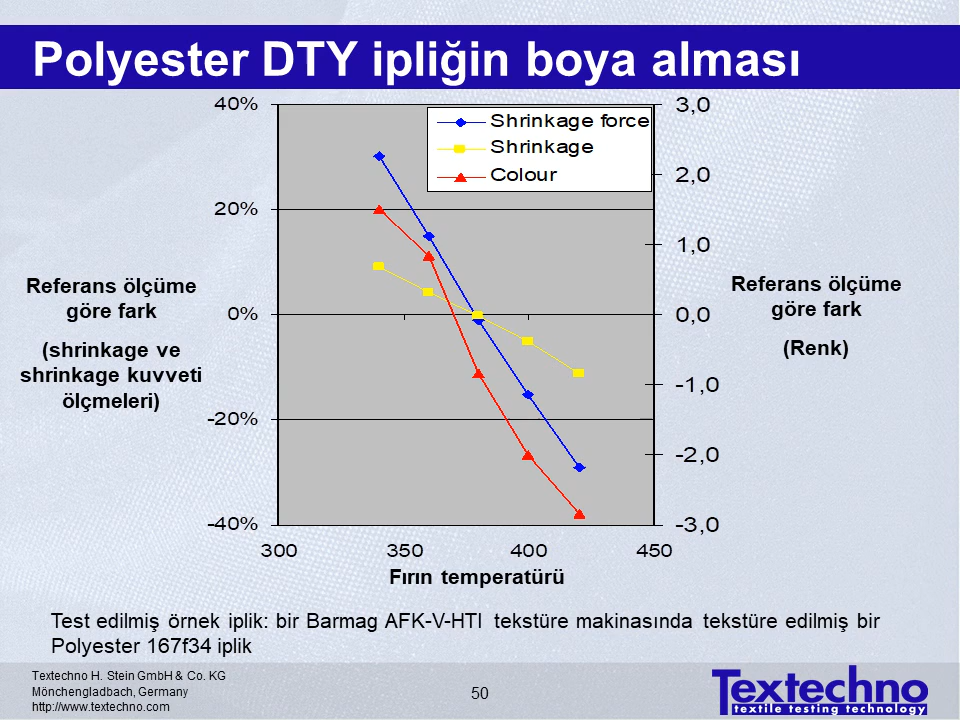 Polyester DTY ipliğin boya alması
40%
20%
0%
-20%
-40%
3,0
2,0
1,0
0,0
-1,0
-2,0
-3,0
Shrinkage force
Shrinkage
Colour
Referans ölçüme
göre fark
(shrinkage ve
shrinkage kuvveti
ölçmeleri)
Referans ölçüme
göre fark
(Renk)
300
350
400
450
Fırın temperatürü
Test edilmiş örnek iplik: bir Barmag AFK-V-HTI tekstüre makinasında tekstüre edilmiş bir
Polyester 167f34 iplik
Textechno H. Stein GmbH & Co. KG
Mönchengladbach, Germany
http://www.textechno.com
50
Textechno
textile testing technology